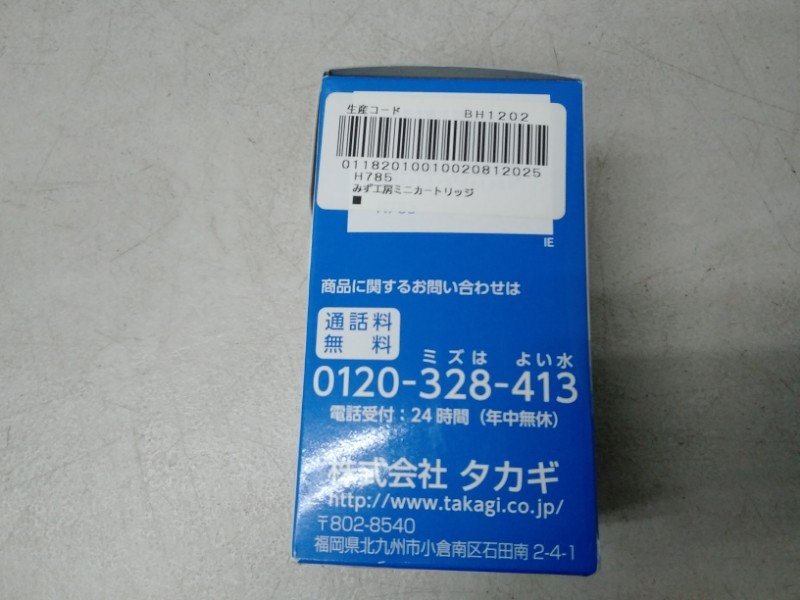 生産コード BH1202
01182010010020812025
H785
みず工房ミニカートリッジ
IE
商品に関するお問い合わせは
通話料
無料
ミズは よい水
0120-328-413
電話受付:24時間(年中無休)
株式会社 タカギ
http://www.takagi.co.jp/
〒802-8540
福岡県北九州市小倉南区石田南2-4-1